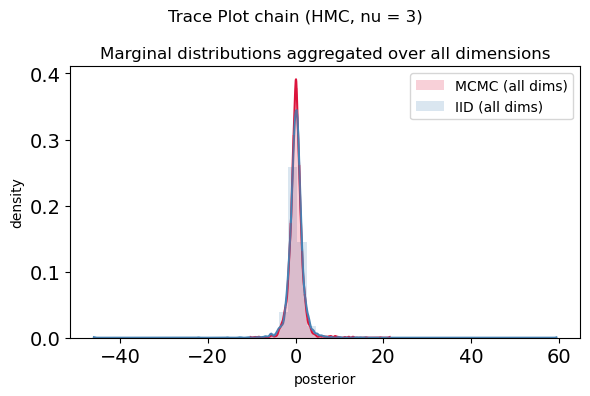 Trace Plot chain (HMC, nu = 3)
Marginal distributions aggregated over all dimensions
MCMC (all dims)
IID (all dims)
density
0.4
0.3
0.2
0.1
0.0
−40
−20
0
20
40
60
posterior